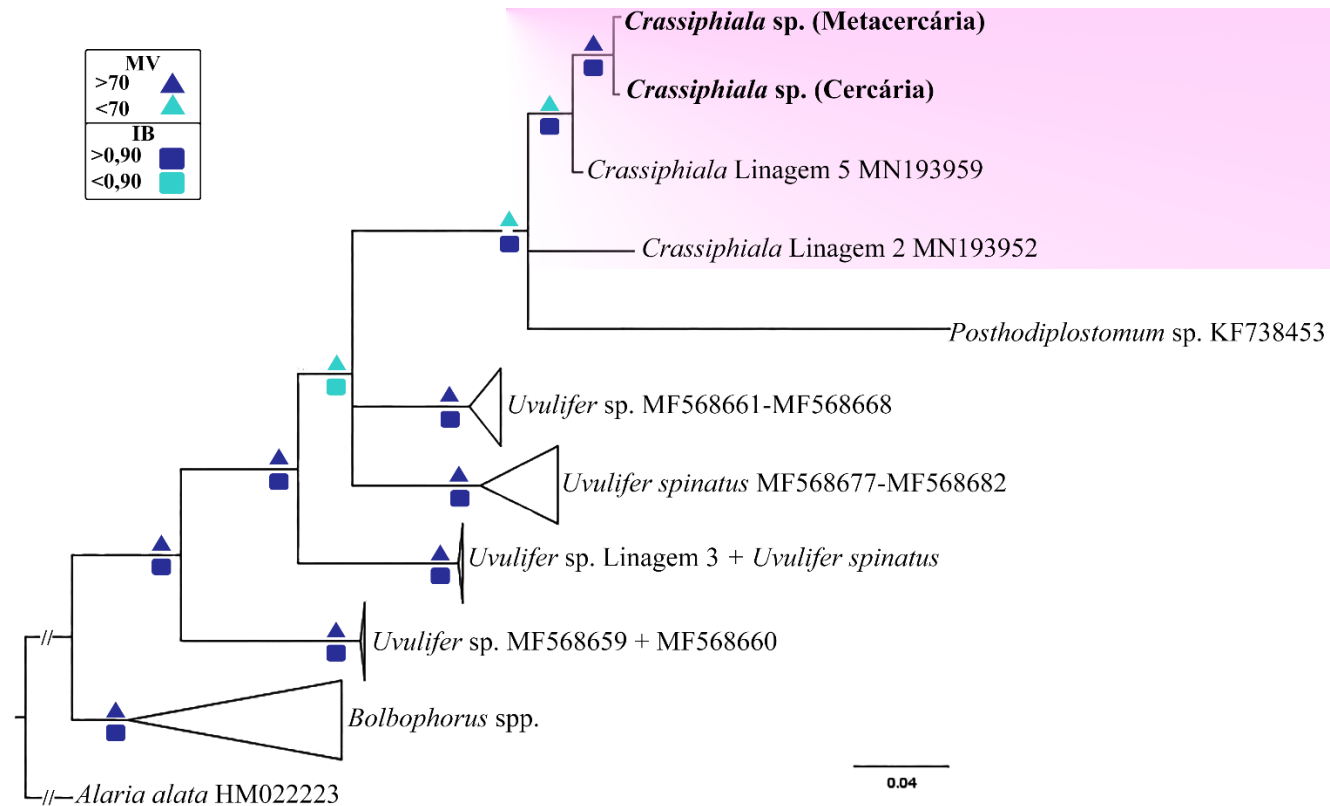 Crassiphiala sp. (Metacercária)
MV
>70
<70
IB
>0,90
<0,90
Crassiphiala sp. (Cercária)
Crassiphiala Linagem 5 MN193959
Crassiphiala Linagem 2 MN193952
Posthodiplostomum sp. KF738453
Uvulifer sp. MF568661-MF568668
Uvulifer spinatus MF568677-MF568682
Uvulifer sp. Linagem 3 + Uvulifer spinatus
Uvulifer sp. MF568659 + MF568660
Bolbophorus spp.
0.04
Alaria alata HM022223